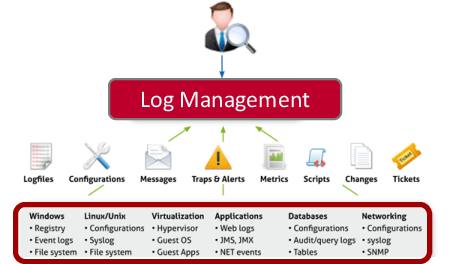 Log Management
Logfiles Configurations Messages Traps & Alerts Metrics Scripts Changes Tickets
Ticket
Windows Linux/Unix Virtualization Applications Databases Networking
• Registry • Configurations • Hypervisor • Web logs • Configurations • Configurations
• Event logs • Syslog • Guest OS • JMS, JMX • Audit/query logs • syslog
• File system • File system • Guest Apps • NET events • Tables • SNMP